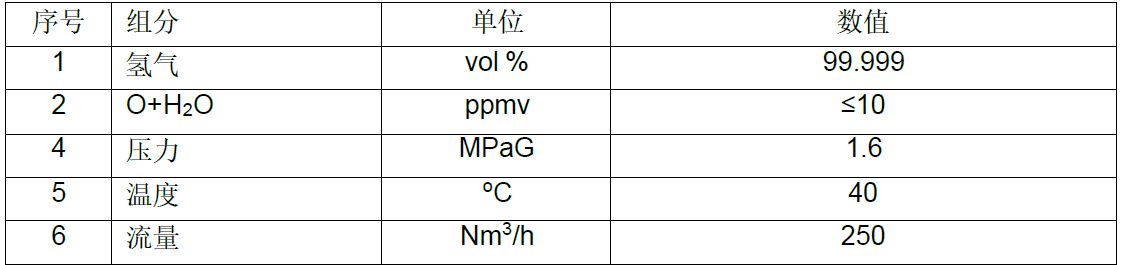 序号 组分 单位 数值
1 氢气 vol % 99.999
2 O+H₂O ppmv ≤10
4 压力 MPaG 1.6
5 温度 ºC 40
6 流量 Nm³/h 250